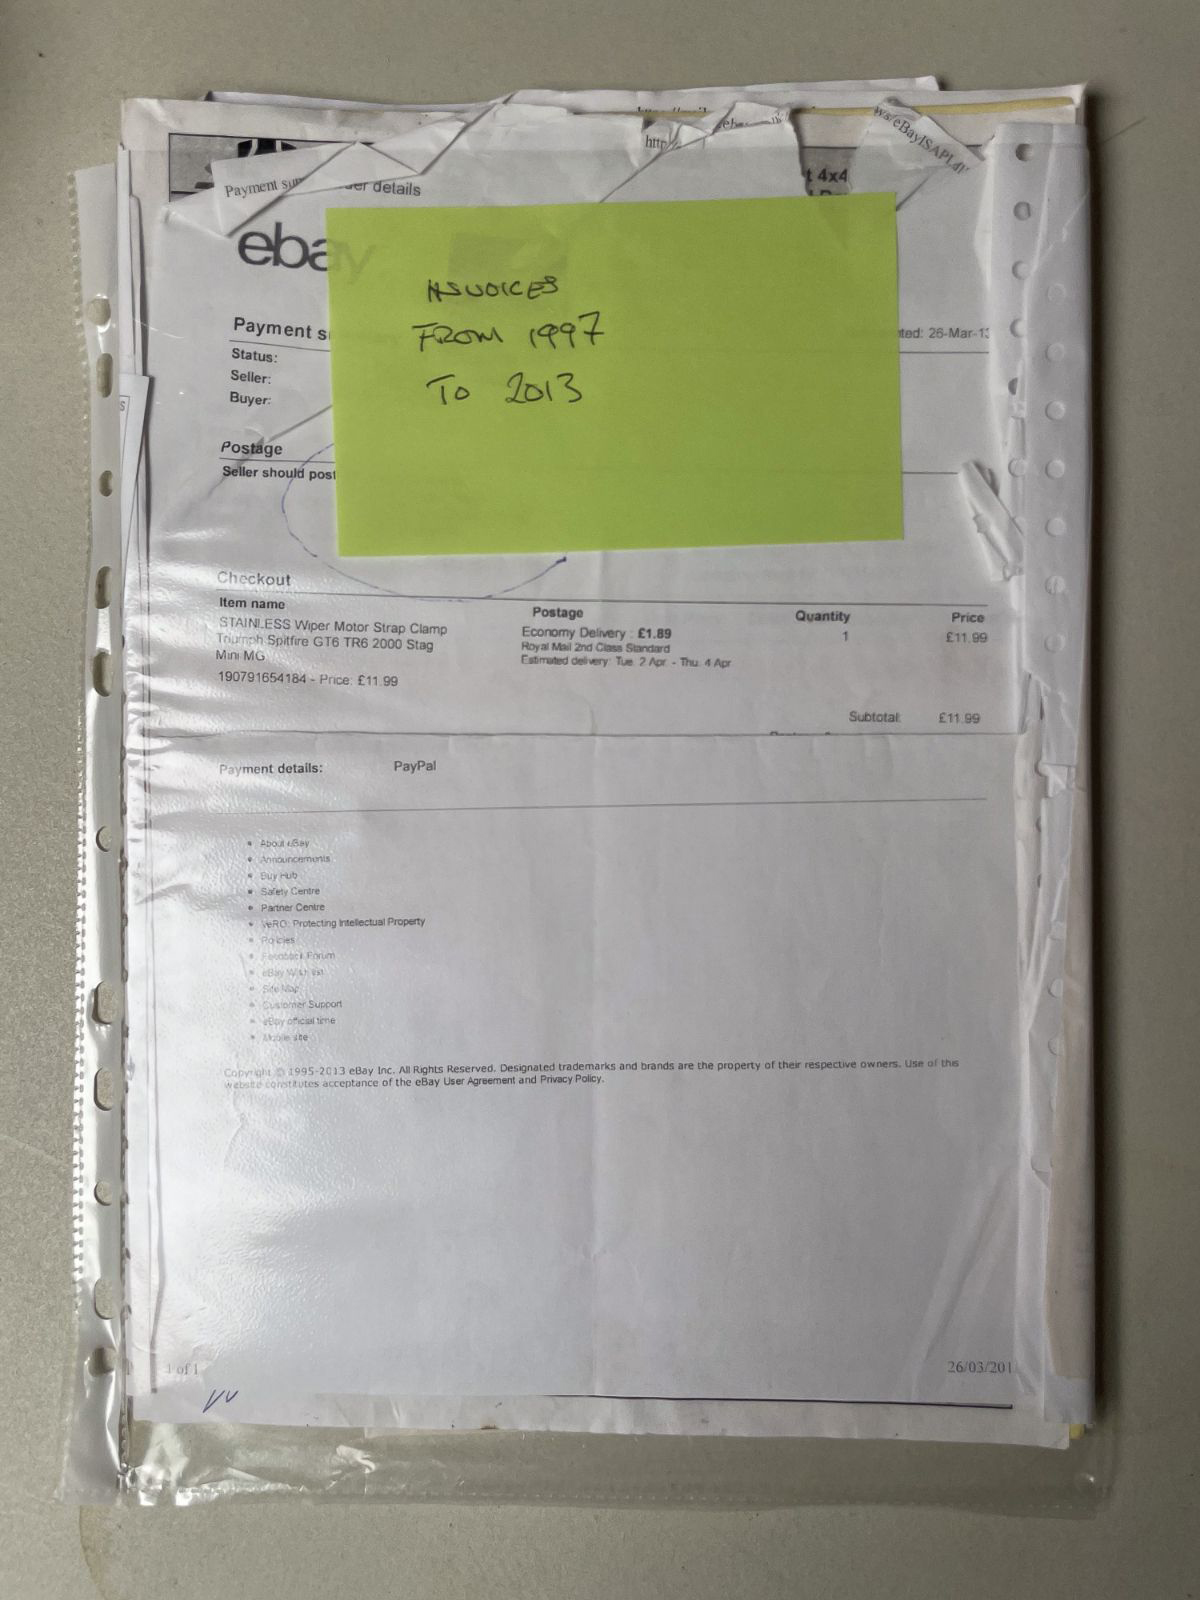 Payment su
der details
http
eba
ws/eBayISAPI.dl
t 4x4
ebay
INVOICES
FROM 1997
TO 2013
Payment s
ted: 26-Mar-13
Status:
Seller:
Buyer:
Postage
Seller should post
Checkout
Item name Postage Quantity Price
STAINLESS Wiper Motor Strap Clamp Economy Delivery : £1.89 1 £11.99
Triumph Spitfire GT6 TR6 2000 Stag Royal Mail 2nd Class Standard
Mini MG Estimated delivery: Tue. 2 Apr. - Thu. 4 Apr
190791654184 - Price: £11.99
Subtotal: £11.99
Payment details: PayPal
About eBay
Announcements
Buy Hub
Safety Centre
Partner Centre
VeRO: Protecting Intellectual Property
Policies
Feedback Forum
eBay Wish list
Site Map
Customer Support
eBay official time
Mobile site
Copyright © 1995-2013 eBay Inc. All Rights Reserved. Designated trademarks and brands are the property of their respective owners. Use of this
website constitutes acceptance of the eBay User Agreement and Privacy Policy.
1 of 1 26/03/201